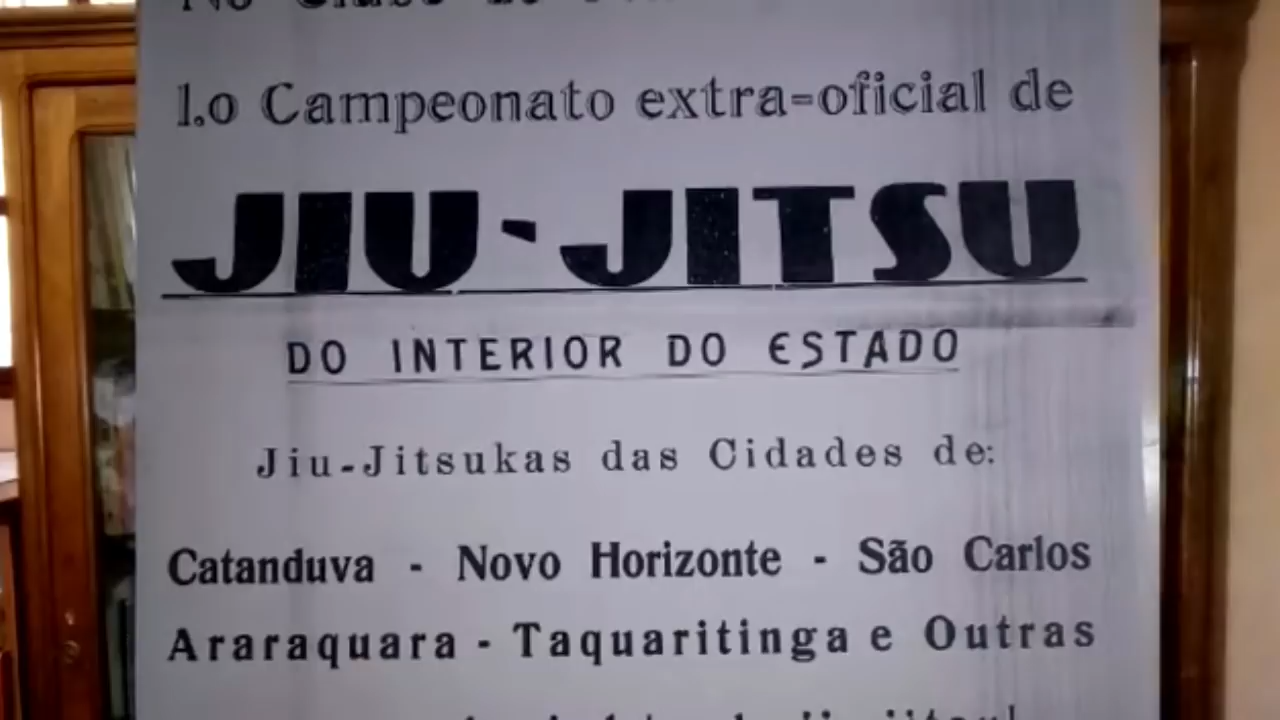 1.o Campeonato extra-oficial de
JIU-JITSU
DO INTERIOR DO ESTADO
Jiu-Jitsukas das Cidades de:
Catanduva - Novo Horizonte - São Carlos
Araraquara - Taquaritinga e Outras